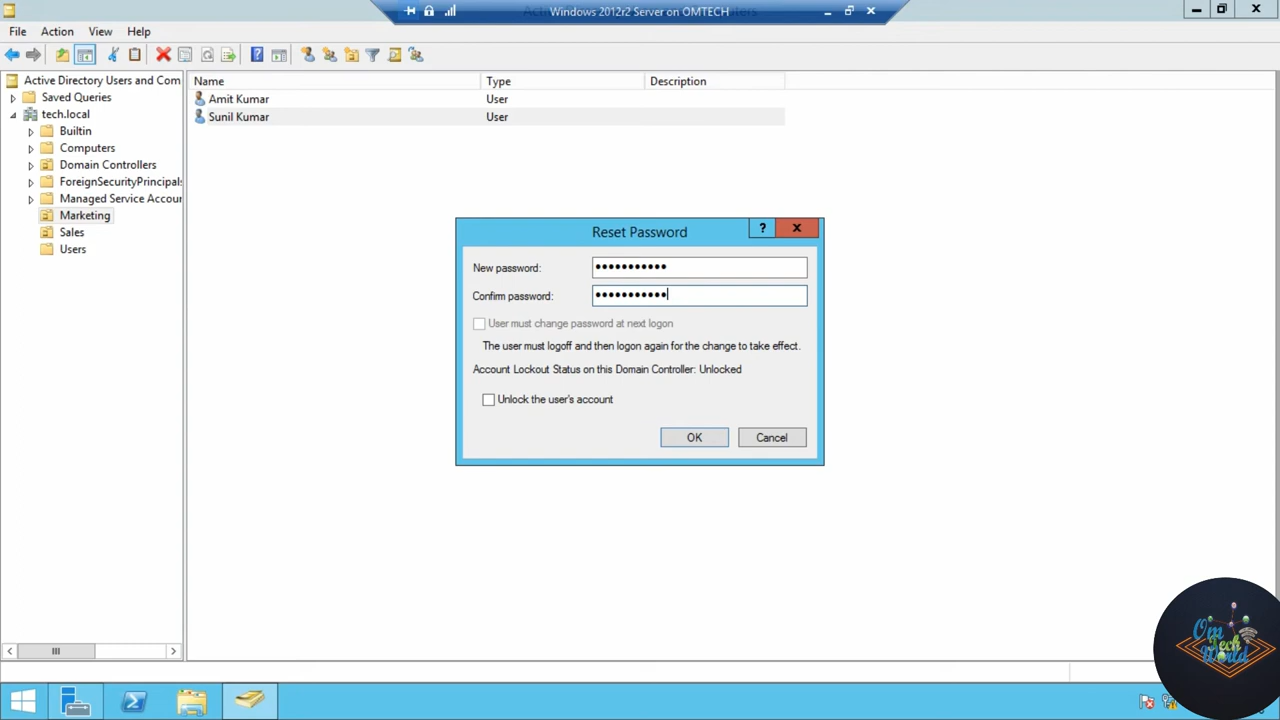 Windows 2012r2 Server on OMTECH
File Action View Help
Active Directory Users and Com
Saved Queries
tech.local
Builtin
Computers
Domain Controllers
ForeignSecurityPrincipals
Managed Service Accour
Marketing
Sales
Users
Name Type Description
Amit Kumar User
Sunil Kumar User
Reset Password
New password: •••••••••••
Confirm password: •••••••••••
User must change password at next logon
The user must logoff and then logon again for the change to take effect.
Account Lockout Status on this Domain Controller: Unlocked
Unlock the user's account
OK Cancel
Om
Tech
World